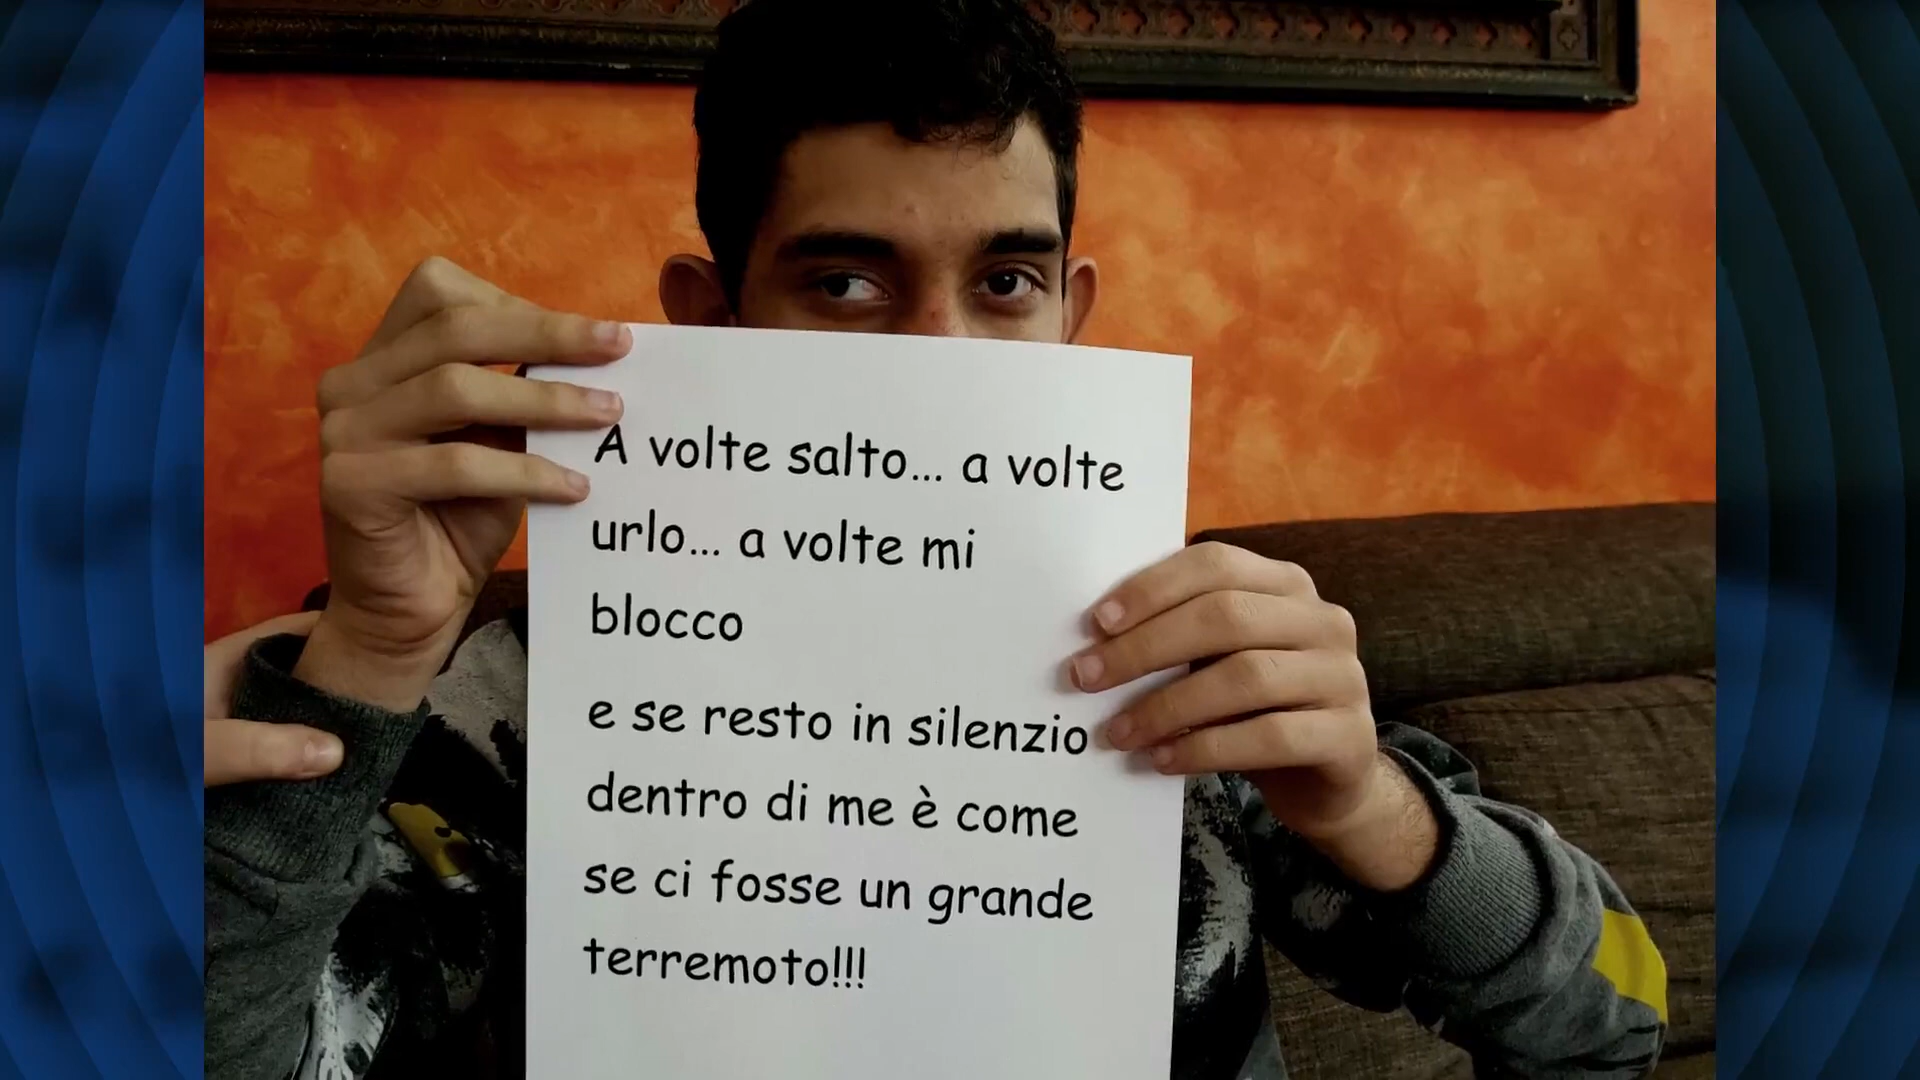 A volte salto... a volte
urlo... a volte mi
blocco
e se resto in silenzio
dentro di me è come
se ci fosse un grande
terremoto!!!